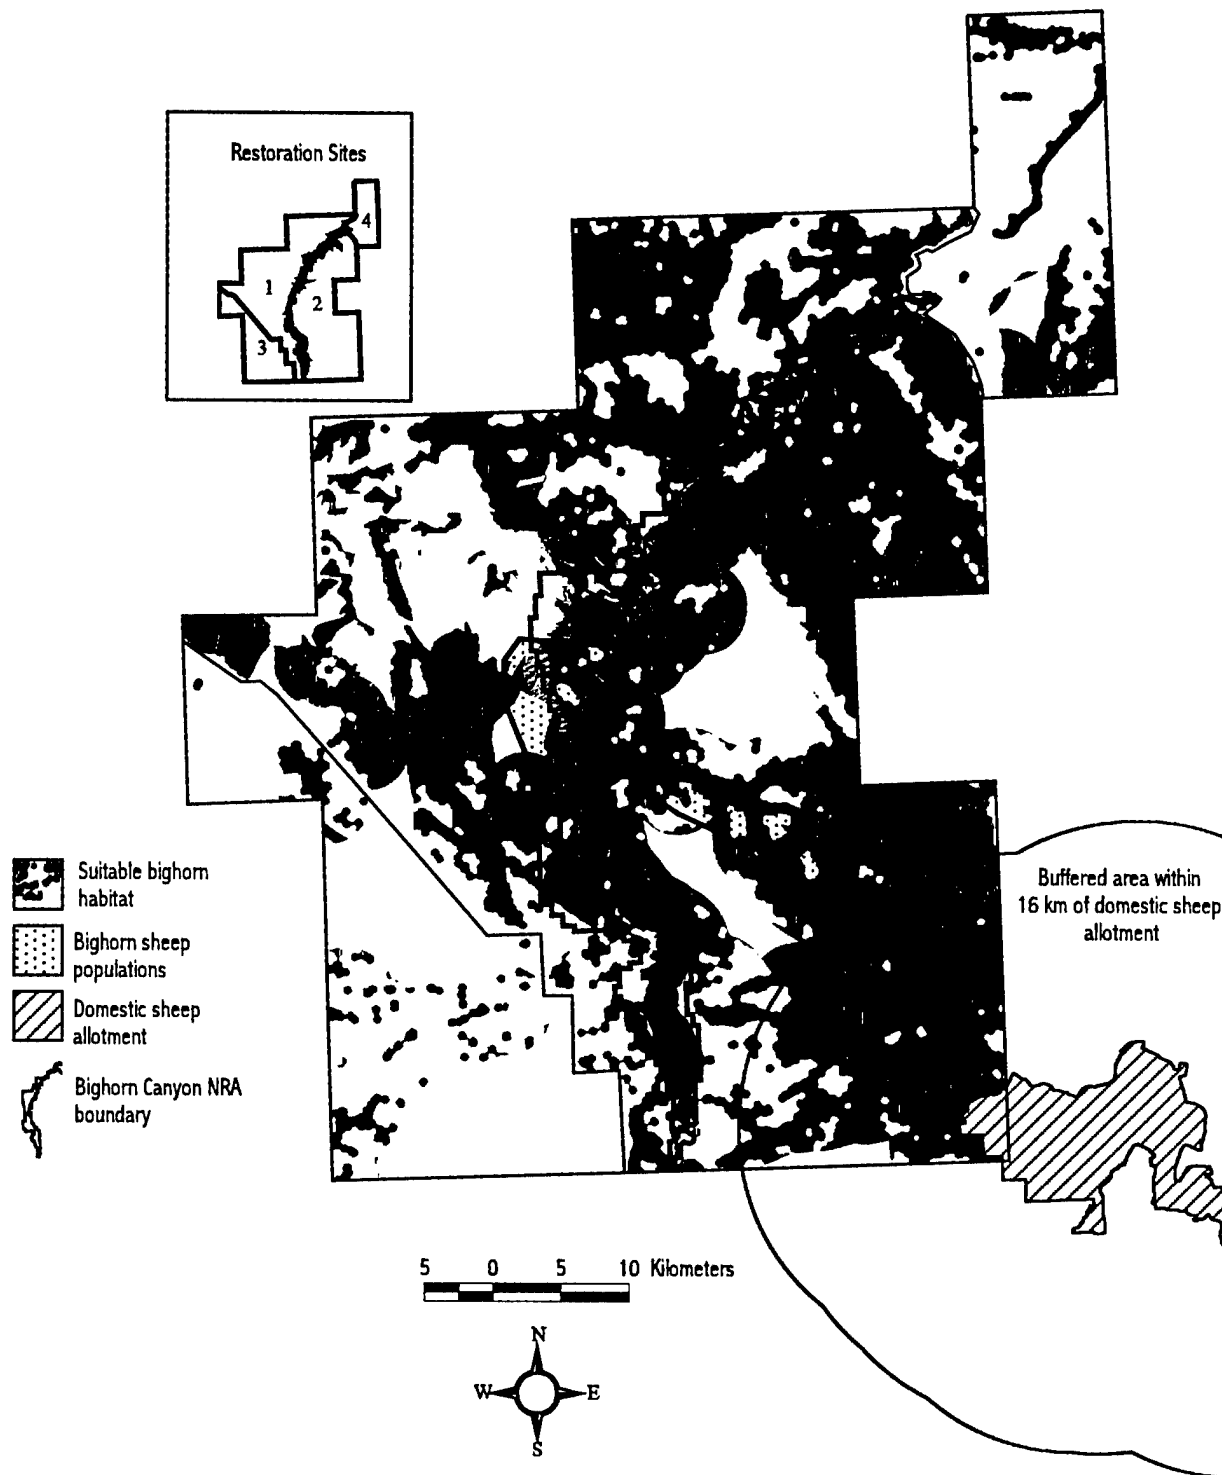 Restoration Sites
4
1
2
3
Suitable bighorn
habitat
Bighorn sheep
populations
Domestic sheep
allotment
Bighorn Canyon NRA
boundary
Buffered area within
16 km of domestic sheep
allotment
5 0 5 10 Kilometers
N
W E
S